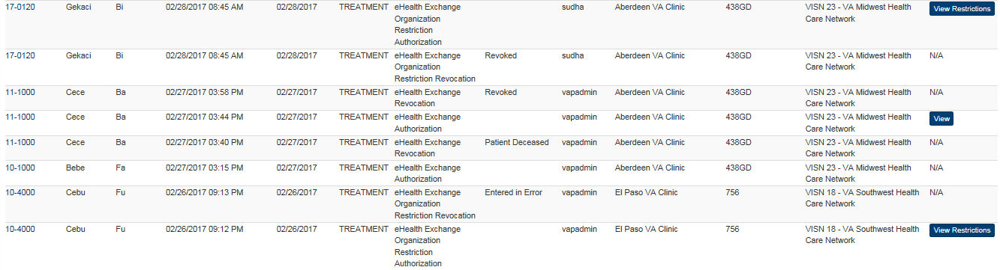 17-0120 Gekaci Bi 02/28/2017 08:45 AM 02/28/2017 TREATMENT eHealth Exchange sudha Aberdeen VA Clinic 438GD VISN 23 - VA Midwest Health View Restrictions
Organization Care Network
Restriction
Authorization
17-0120 Gekaci Bi 02/28/2017 08:45 AM 02/28/2017 TREATMENT eHealth Exchange Revoked sudha Aberdeen VA Clinic 438GD VISN 23 - VA Midwest Health N/A
Organization Care Network
Restriction Revocation
11-1000 Cece Ba 02/27/2017 03:58 PM 02/27/2017 TREATMENT eHealth Exchange Revoked vapadmin Aberdeen VA Clinic 438GD VISN 23 - VA Midwest Health N/A
Revocation Care Network
11-1000 Cece Ba 02/27/2017 03:44 PM 02/27/2017 TREATMENT eHealth Exchange vapadmin Aberdeen VA Clinic 438GD VISN 23 - VA Midwest Health View
Authorization Care Network
11-1000 Cece Ba 02/27/2017 03:40 PM 02/27/2017 TREATMENT eHealth Exchange Patient Deceased vapadmin Aberdeen VA Clinic 438GD VISN 23 - VA Midwest Health N/A
Revocation Care Network
10-1000 Bebe Fa 02/27/2017 03:15 PM 02/27/2017 TREATMENT eHealth Exchange vapadmin Aberdeen VA Clinic 438GD VISN 23 - VA Midwest Health N/A
Authorization Care Network
10-4000 Cebu Fu 02/26/2017 09:13 PM 02/26/2017 TREATMENT eHealth Exchange Entered in Error vapadmin El Paso VA Clinic 756 VISN 18 - VA Southwest Health N/A
Organization Care Network
Restriction Revocation
10-4000 Cebu Fu 02/26/2017 09:12 PM 02/26/2017 TREATMENT eHealth Exchange vapadmin El Paso VA Clinic 756 VISN 18 - VA Southwest Health View Restrictions
Organization Care Network
Restriction
Authorization